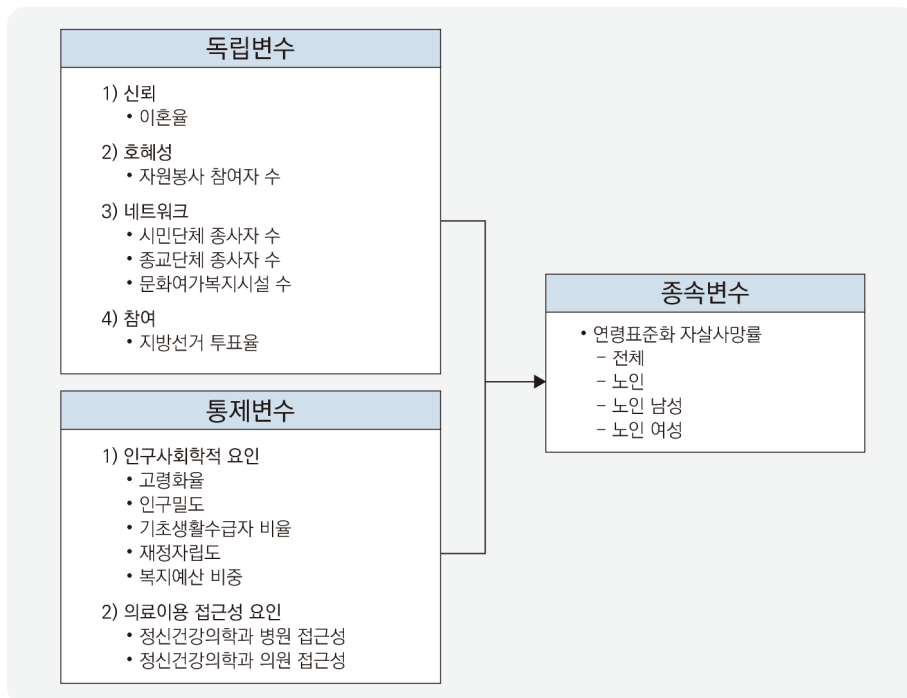 독립변수
1) 신뢰
• 이혼율
2) 호혜성
• 자원봉사 참여자 수
3) 네트워크
• 시민단체 종사자 수
• 종교단체 종사자 수
• 문화여가복지시설 수
4) 참여
• 지방선거 투표율
통제변수
1) 인구사회학적 요인
• 고령화율
• 인구밀도
• 기초생활수급자 비율
• 재정자립도
• 복지예산 비중
2) 의료이용 접근성 요인
• 정신건강의학과 병원 접근성
• 정신건강의학과 의원 접근성
종속변수
• 연령표준화 자살사망률
– 전체
– 노인
– 노인 남성
– 노인 여성